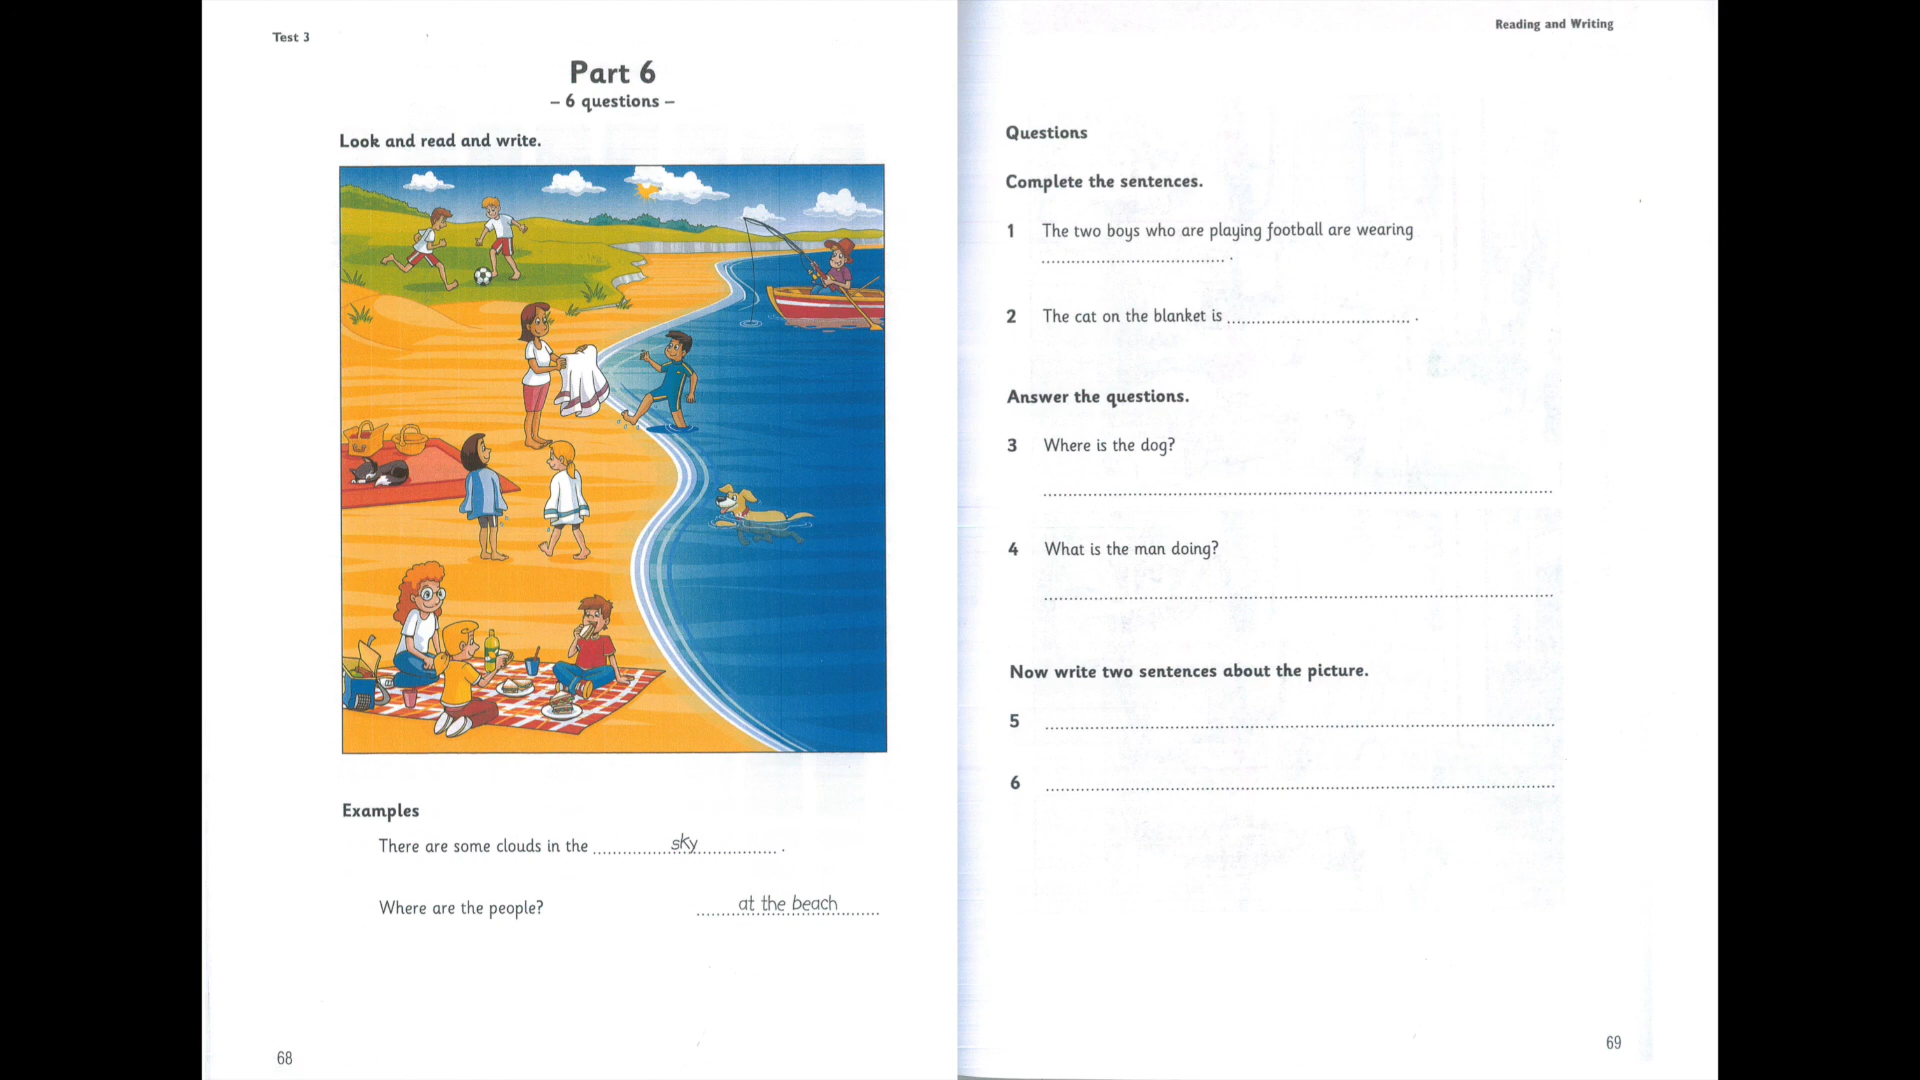 Test 3
Part 6
– 6 questions –
Look and read and write.
Examples
There are some clouds in the ............ sky ............ .
Where are the people? ............ at the beach ............
68
Reading and Writing
Questions
Complete the sentences.
1 The two boys who are playing football are wearing
............ .
2 The cat on the blanket is ............ .
Answer the questions.
3 Where is the dog?
4 What is the man doing?
Now write two sentences about the picture.
5
6
69